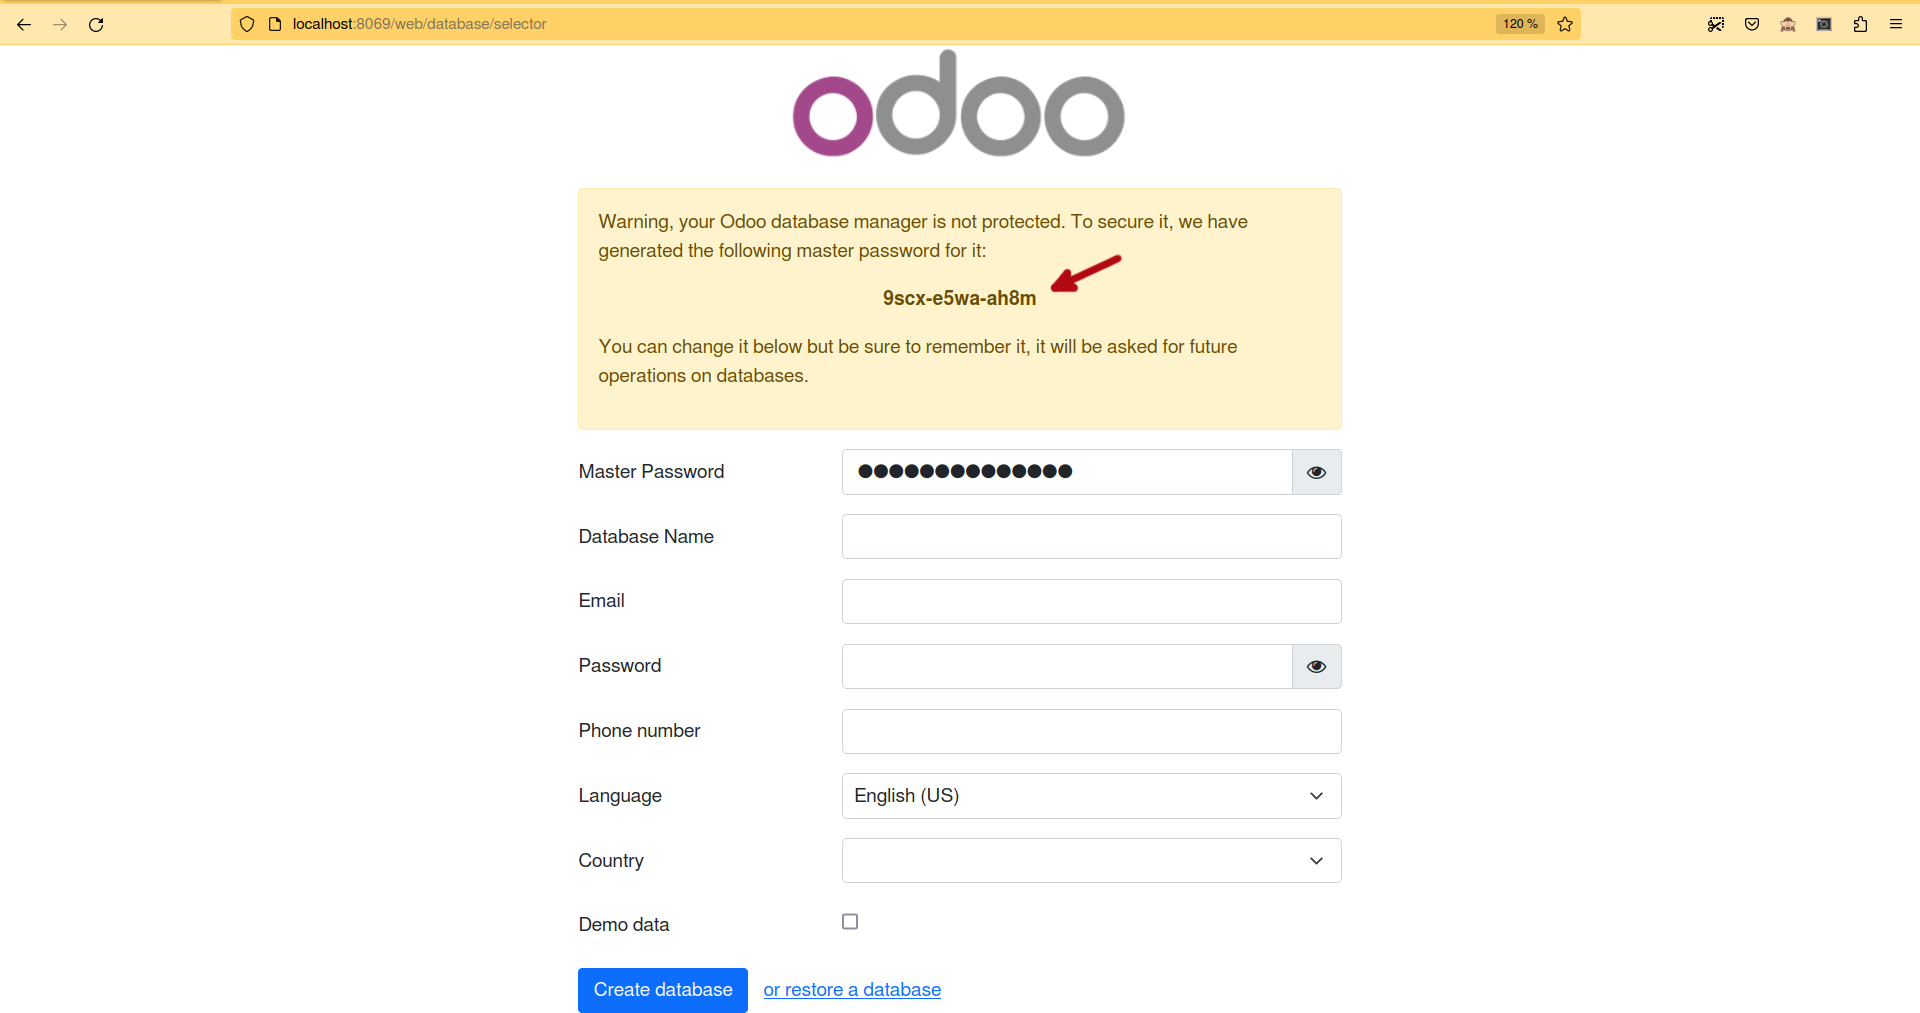 localhost:8069/web/database/selector
120 %
odoo
Warning, your Odoo database manager is not protected. To secure it, we have
generated the following master password for it:
9scx-e5wa-ah8m
You can change it below but be sure to remember it, it will be asked for future
operations on databases.
Master Password
Database Name
Email
Password
Phone number
Language
English (US)
Country
Demo data
Create database or restore a database